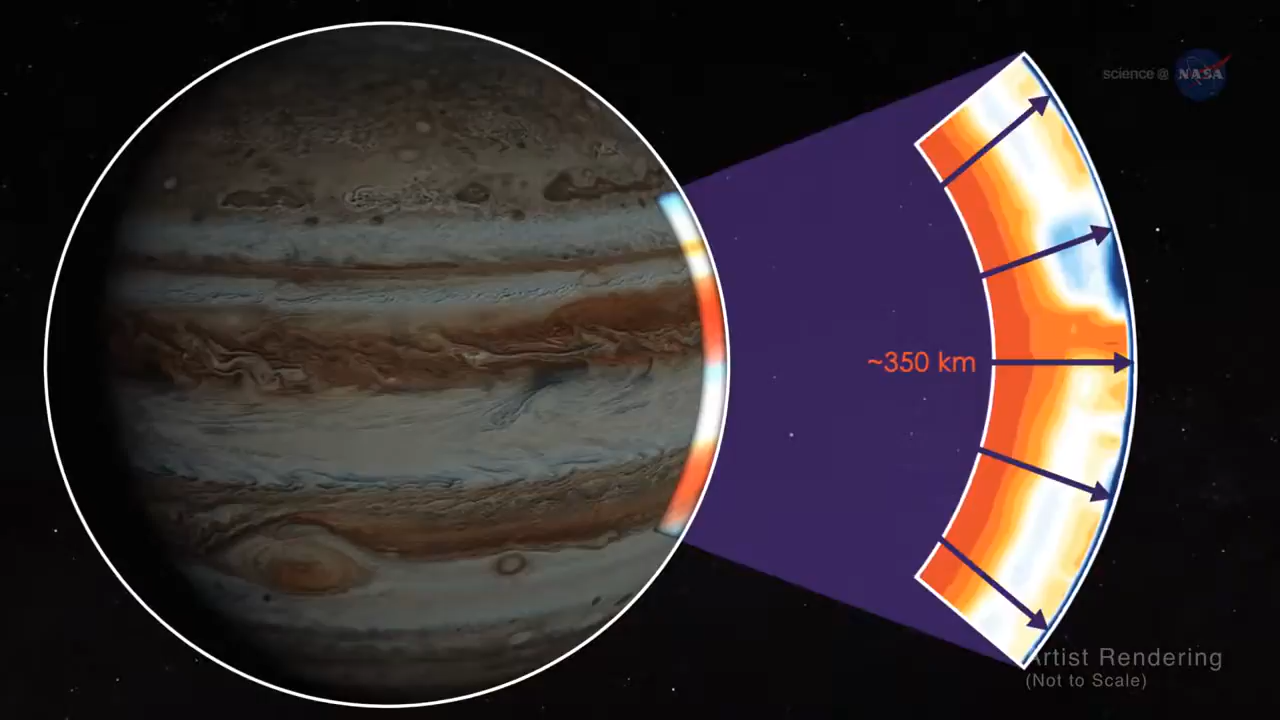 science@ NASA
~350 km
Artist Rendering
(Not to Scale)